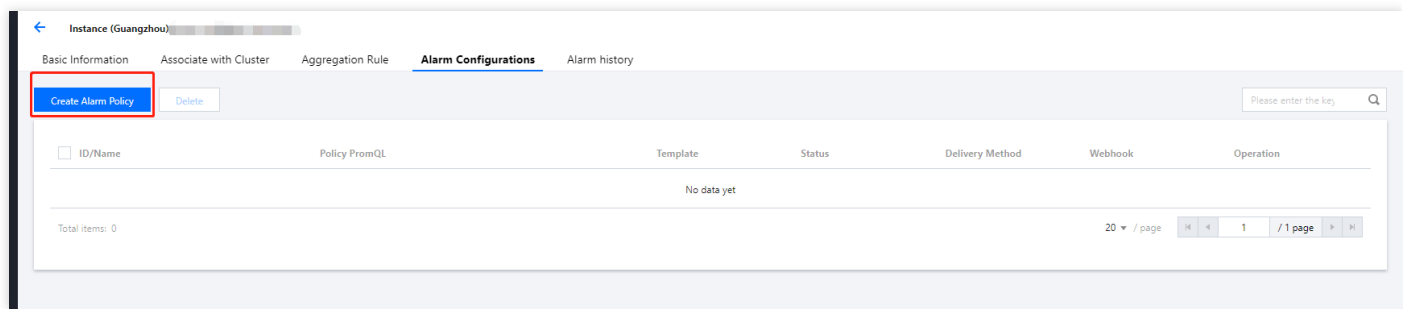 Instance (Guangzhou)
Basic Information Associate with Cluster Aggregation Rule Alarm Configurations Alarm history
Create Alarm Policy Delete Please enter the key
ID/Name Policy PromQL Template Status Delivery Method Webhook Operation
No data yet
Total items: 0 20 / page 1 / 1 page